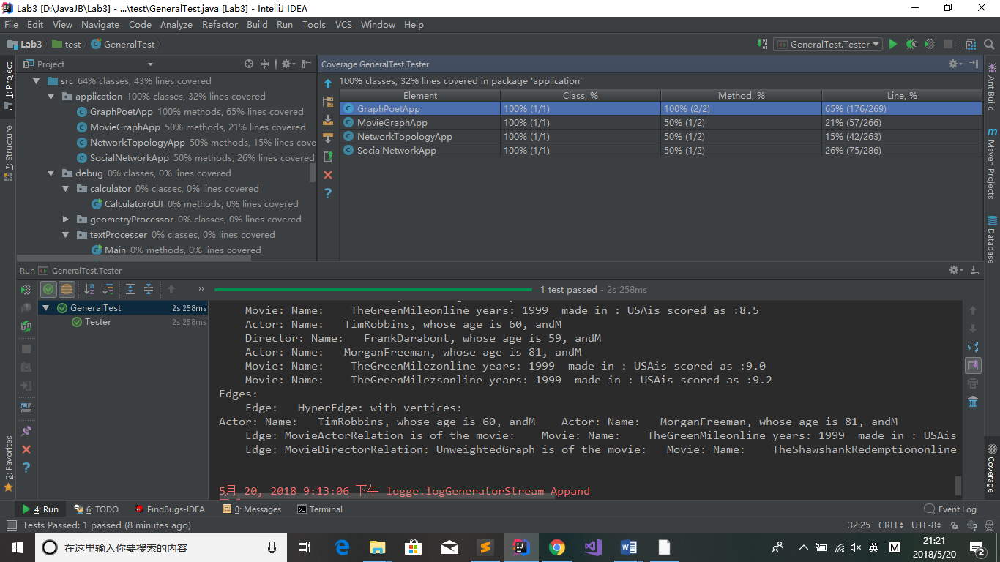 Lab3 [D:\JavaJB\Lab3] - ...\test\GeneralTest.java [Lab3] - IntelliJ IDEA
File Edit View Navigate Code Analyze Refactor Build Run Tools VCS Window Help
Lab3 test GeneralTest GeneralTest.Tester
1: Project
7: Structure
2: Favorites
Project
src 64% classes, 43% lines covered
application 100% classes, 32% lines covered
GraphPoetApp 100% methods, 65% lines covered
MovieGraphApp 50% methods, 21% lines covered
NetworkTopologyApp 50% methods, 15% lines cove
SocialNetworkApp 50% methods, 26% lines covered
debug 0% classes, 0% lines covered
calculator 0% classes, 0% lines covered
CalculatorGUI 0% methods, 0% lines covered
geometryProcessor 0% classes, 0% lines covered
textProcesser 0% classes, 0% lines covered
Main 0% methods, 0% lines covered
Coverage GeneralTest.Tester
100% classes, 32% lines covered in package 'application'
Element Class, % Method, % Line, %
GraphPoetApp 100% (1/1) 100% (2/2) 65% (176/269)
MovieGraphApp 100% (1/1) 50% (1/2) 21% (57/266)
NetworkTopologyApp 100% (1/1) 50% (1/2) 15% (42/263)
SocialNetworkApp 100% (1/1) 50% (1/2) 26% (75/286)
Ant Build
Maven Projects
Database
Coverage
Run GeneralTest.Tester
1 test passed - 2s 258ms
GeneralTest 2s 258ms
Tester 2s 258ms
Movie: Name: TheGreenMileonline years: 1999 made in : USAis scored as :8.5
Actor: Name: TimRobbins, whose age is 60, andM
Director: Name: FrankDarabont, whose age is 59, andM
Actor: Name: MorganFreeman, whose age is 81, andM
Movie: Name: TheGreenMilezonline years: 1999 made in : USAis scored as :9.0
Movie: Name: TheGreenMilezsonline years: 1999 made in : USAis scored as :9.2
Edges:
Edge: HyperEdge: with vertices:
Actor: Name: TimRobbins, whose age is 60, andM Actor: Name: MorganFreeman, whose age is 81, andM
Edge: MovieActorRelation is of the movie: Movie: Name: TheGreenMileonline years: 1999 made in : USAis
Edge: MovieDirectorRelation: UnweightedGraph is of the movie: Movie: Name: TheShawshankRedemptiononline
5月 20, 2018 9:13:06 下午 logge.logGeneratorStream Appand
4: Run 6: TODO FindBugs-IDEA 0: Messages Terminal Event Log
Tests Passed: 1 passed (8 minutes ago) 32:25 CRLF UTF-8
在这里输入你要搜索的内容
英 M
21:21
2018/5/20
2